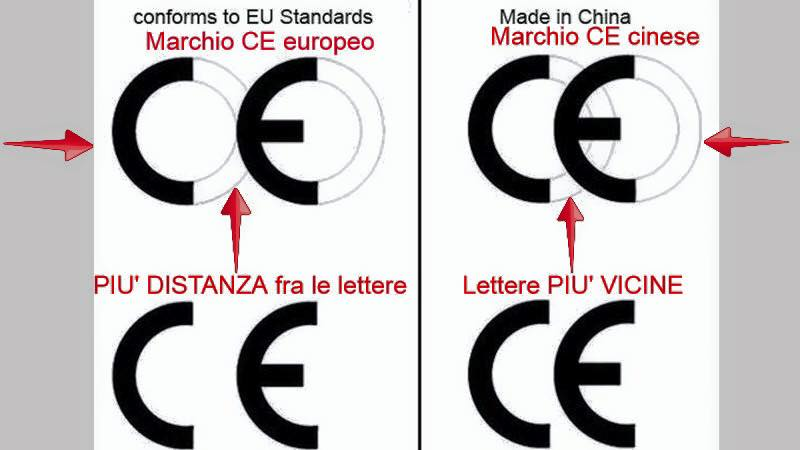 conforms to EU Standards
Marchio CE europeo
CE
PIU' DISTANZA fra le lettere
CE
Made in China
Marchio CE cinese
CE
Lettere PIU' VICINE
CE